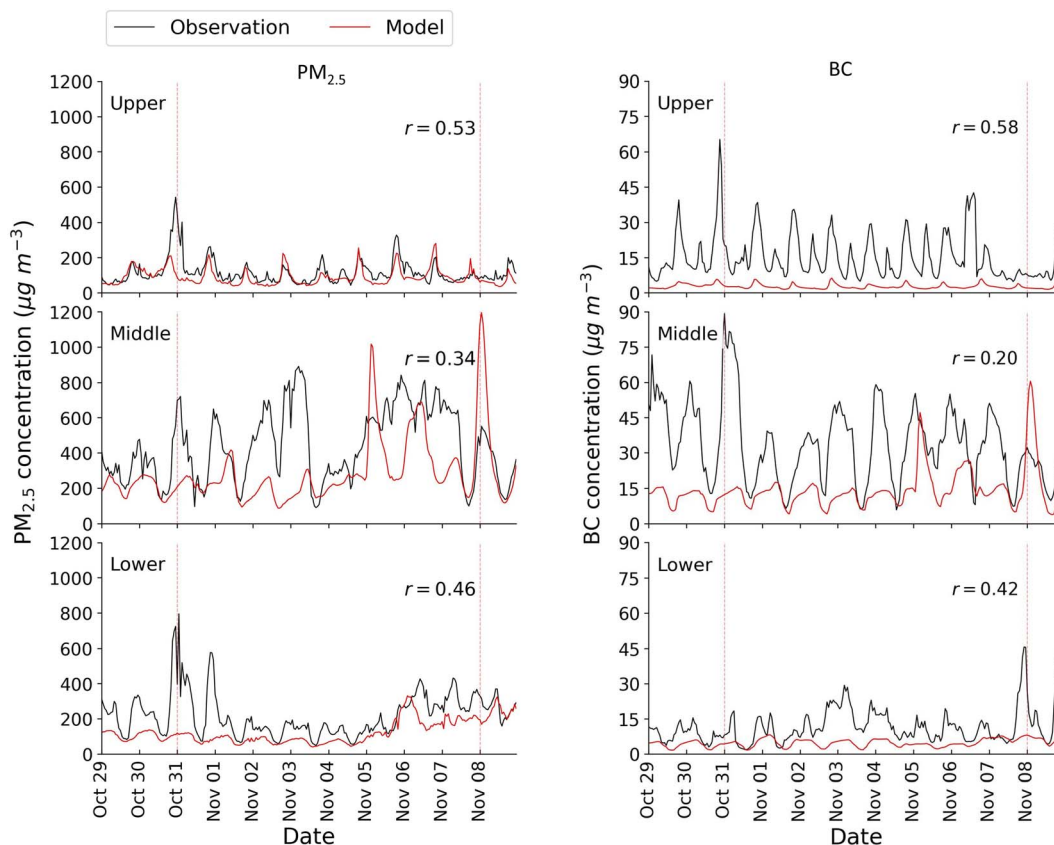 Observation Model
PM2.5
1200
1000
800
600
400
200
0
Upper
r = 0.53
1200
1000
800
600
400
200
0
Middle
r = 0.34
1200
1000
800
600
400
200
0
Lower
r = 0.46
PM2.5 concentration (μg m−3)
Oct 29
Oct 30
Oct 31
Nov 01
Nov 02
Nov 03
Nov 04
Nov 05
Nov 06
Nov 07
Nov 08
Date
BC
90
75
60
45
30
15
0
Upper
r = 0.58
90
75
60
45
30
15
0
Middle
r = 0.20
90
75
60
45
30
15
0
Lower
r = 0.42
BC concentration (μg m−3)
Oct 29
Oct 30
Oct 31
Nov 01
Nov 02
Nov 03
Nov 04
Nov 05
Nov 06
Nov 07
Nov 08
Date